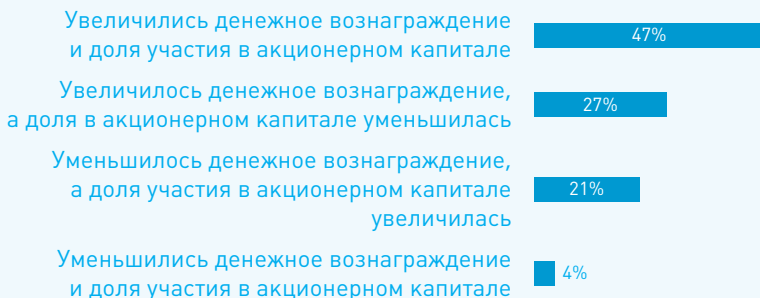 Увеличились денежное вознаграждение
и доля участия в акционерном капитале
47%
Увеличилось денежное вознаграждение,
а доля в акционерном капитале уменьшилась
27%
Уменьшилось денежное вознаграждение,
а доля участия в акционерном капитале
увеличилась
21%
Уменьшились денежное вознаграждение
и доля участия в акционерном капитале
4%